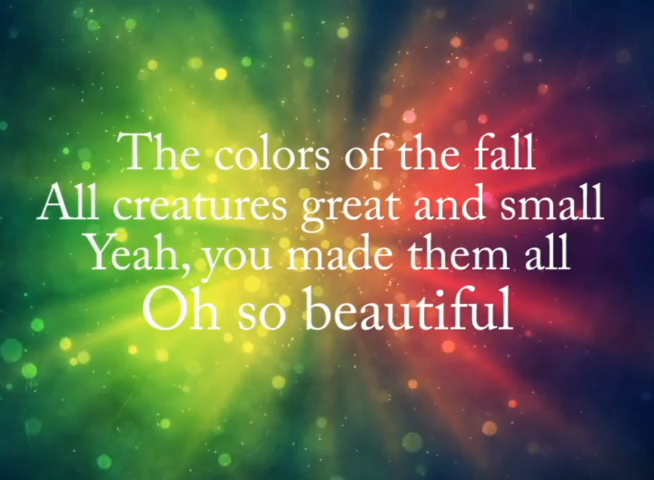 The colors of the fall
All creatures great and small
Yeah, you made them all
Oh so beautiful